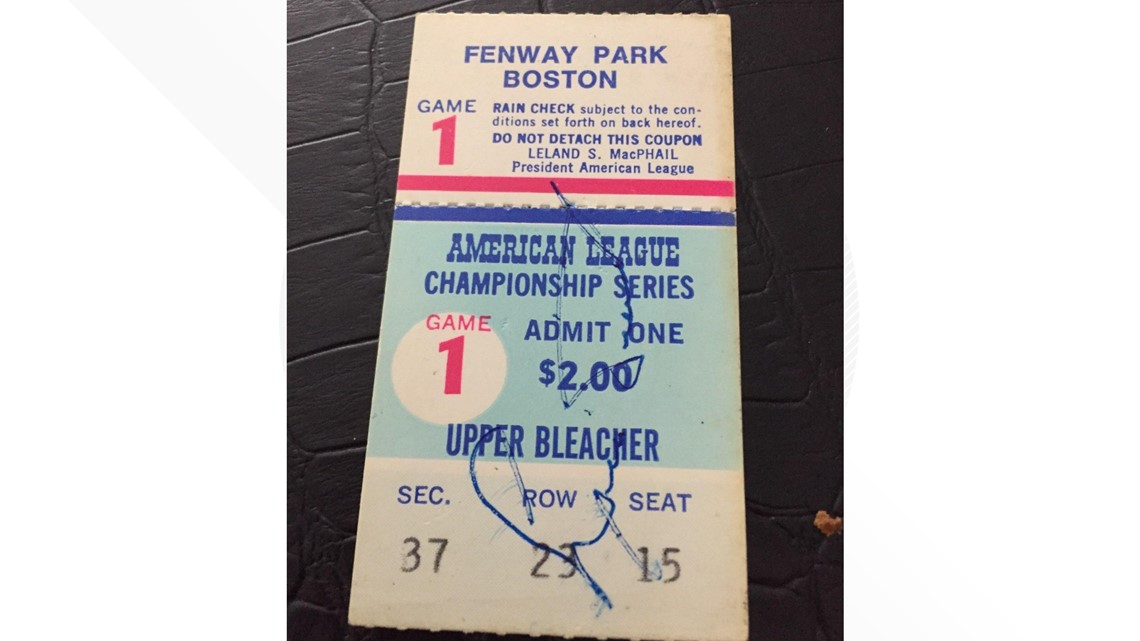 FENWAY PARK
BOSTON
GAME
1
RAIN CHECK subject to the con-
ditions set forth on back hereof.
DO NOT DETACH THIS COUPON
LELAND S. MacPHAIL
President American League
AMERICAN LEAGUE
CHAMPIONSHIP SERIES
GAME
1
ADMIT ONE
$2.00
UPPER BLEACHER
SEC. ROW SEAT
37 23 15